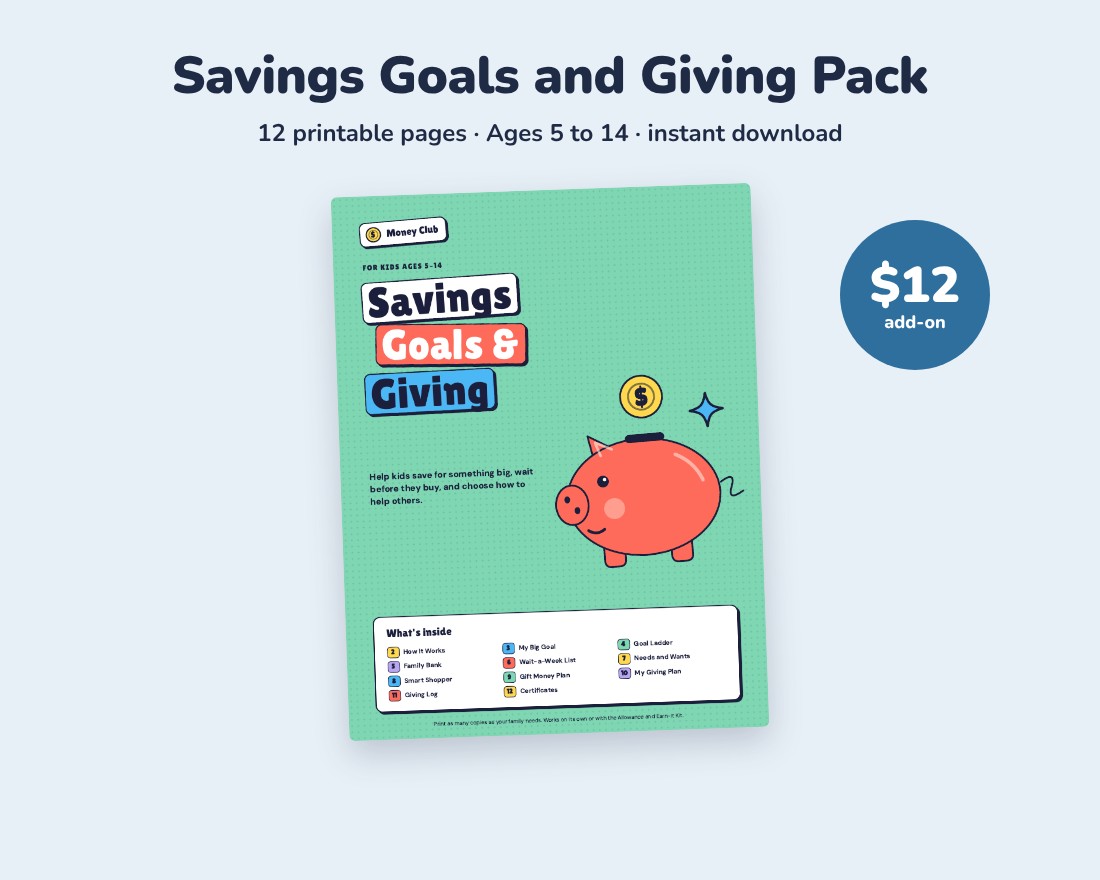 Savings Goals and Giving Pack
12 printable pages · Ages 5 to 14 · instant download
$12
add-on
$ Money Club
FOR KIDS AGES 5-14
Savings
Goals &
Giving
$
Help kids save for something big, wait
before they buy, and choose how to
help others.
What's inside
2 How It Works
3 My Big Goal
4 Goal Ladder
5 Family Bank
6 Wait-a-Week List
7 Needs and Wants
8 Smart Shopper
9 Gift Money Plan
10 My Giving Plan
11 Giving Log
12 Certificates
Print as many copies as your family needs. Works on its own or with the Allowance and Earn-It Kit.